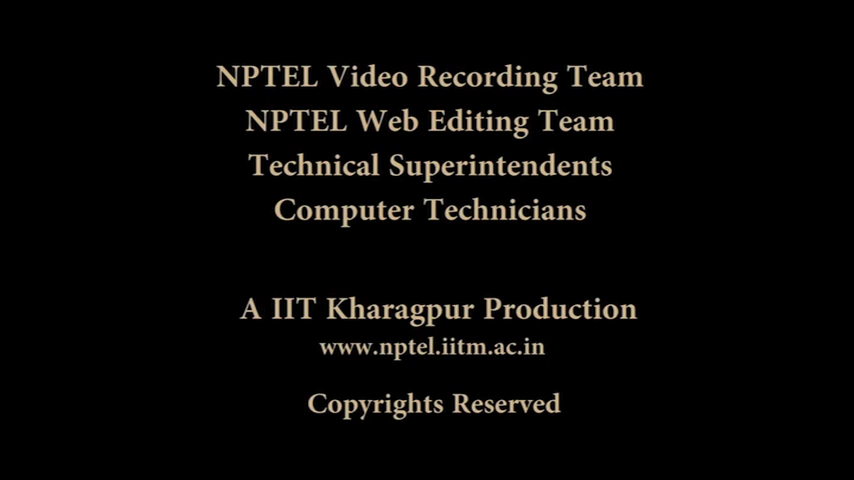 NPTEL Video Recording Team
NPTEL Web Editing Team
Technical Superintendents
Computer Technicians
A IIT Kharagpur Production
www.nptel.iitm.ac.in
Copyrights Reserved